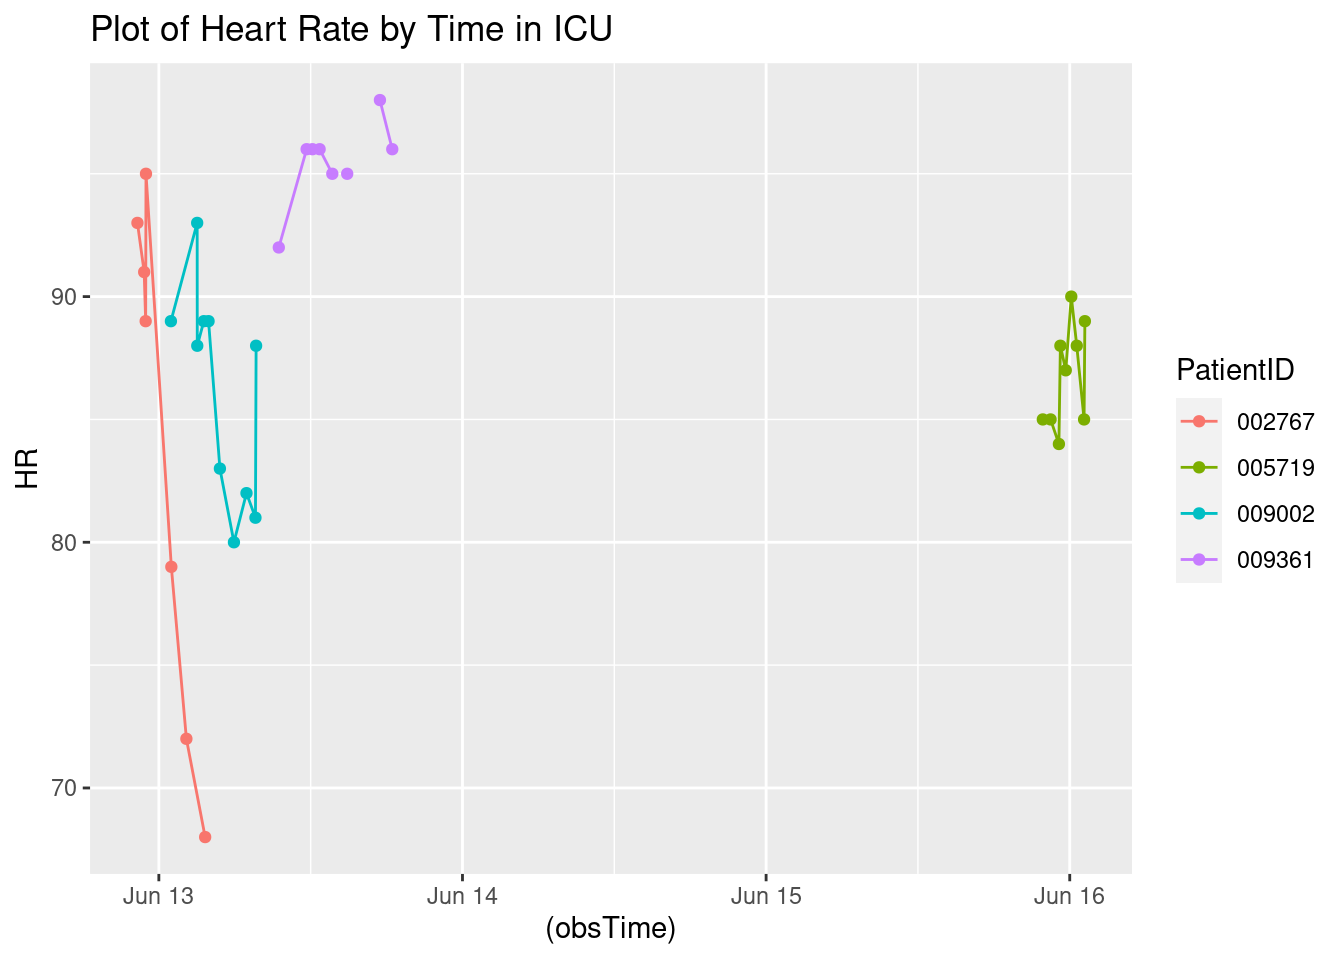 Plot of Heart Rate by Time in ICU
HR
90
80
70
Jun 13
Jun 14
Jun 15
Jun 16
(obsTime)
PatientID
002767
005719
009002
009361